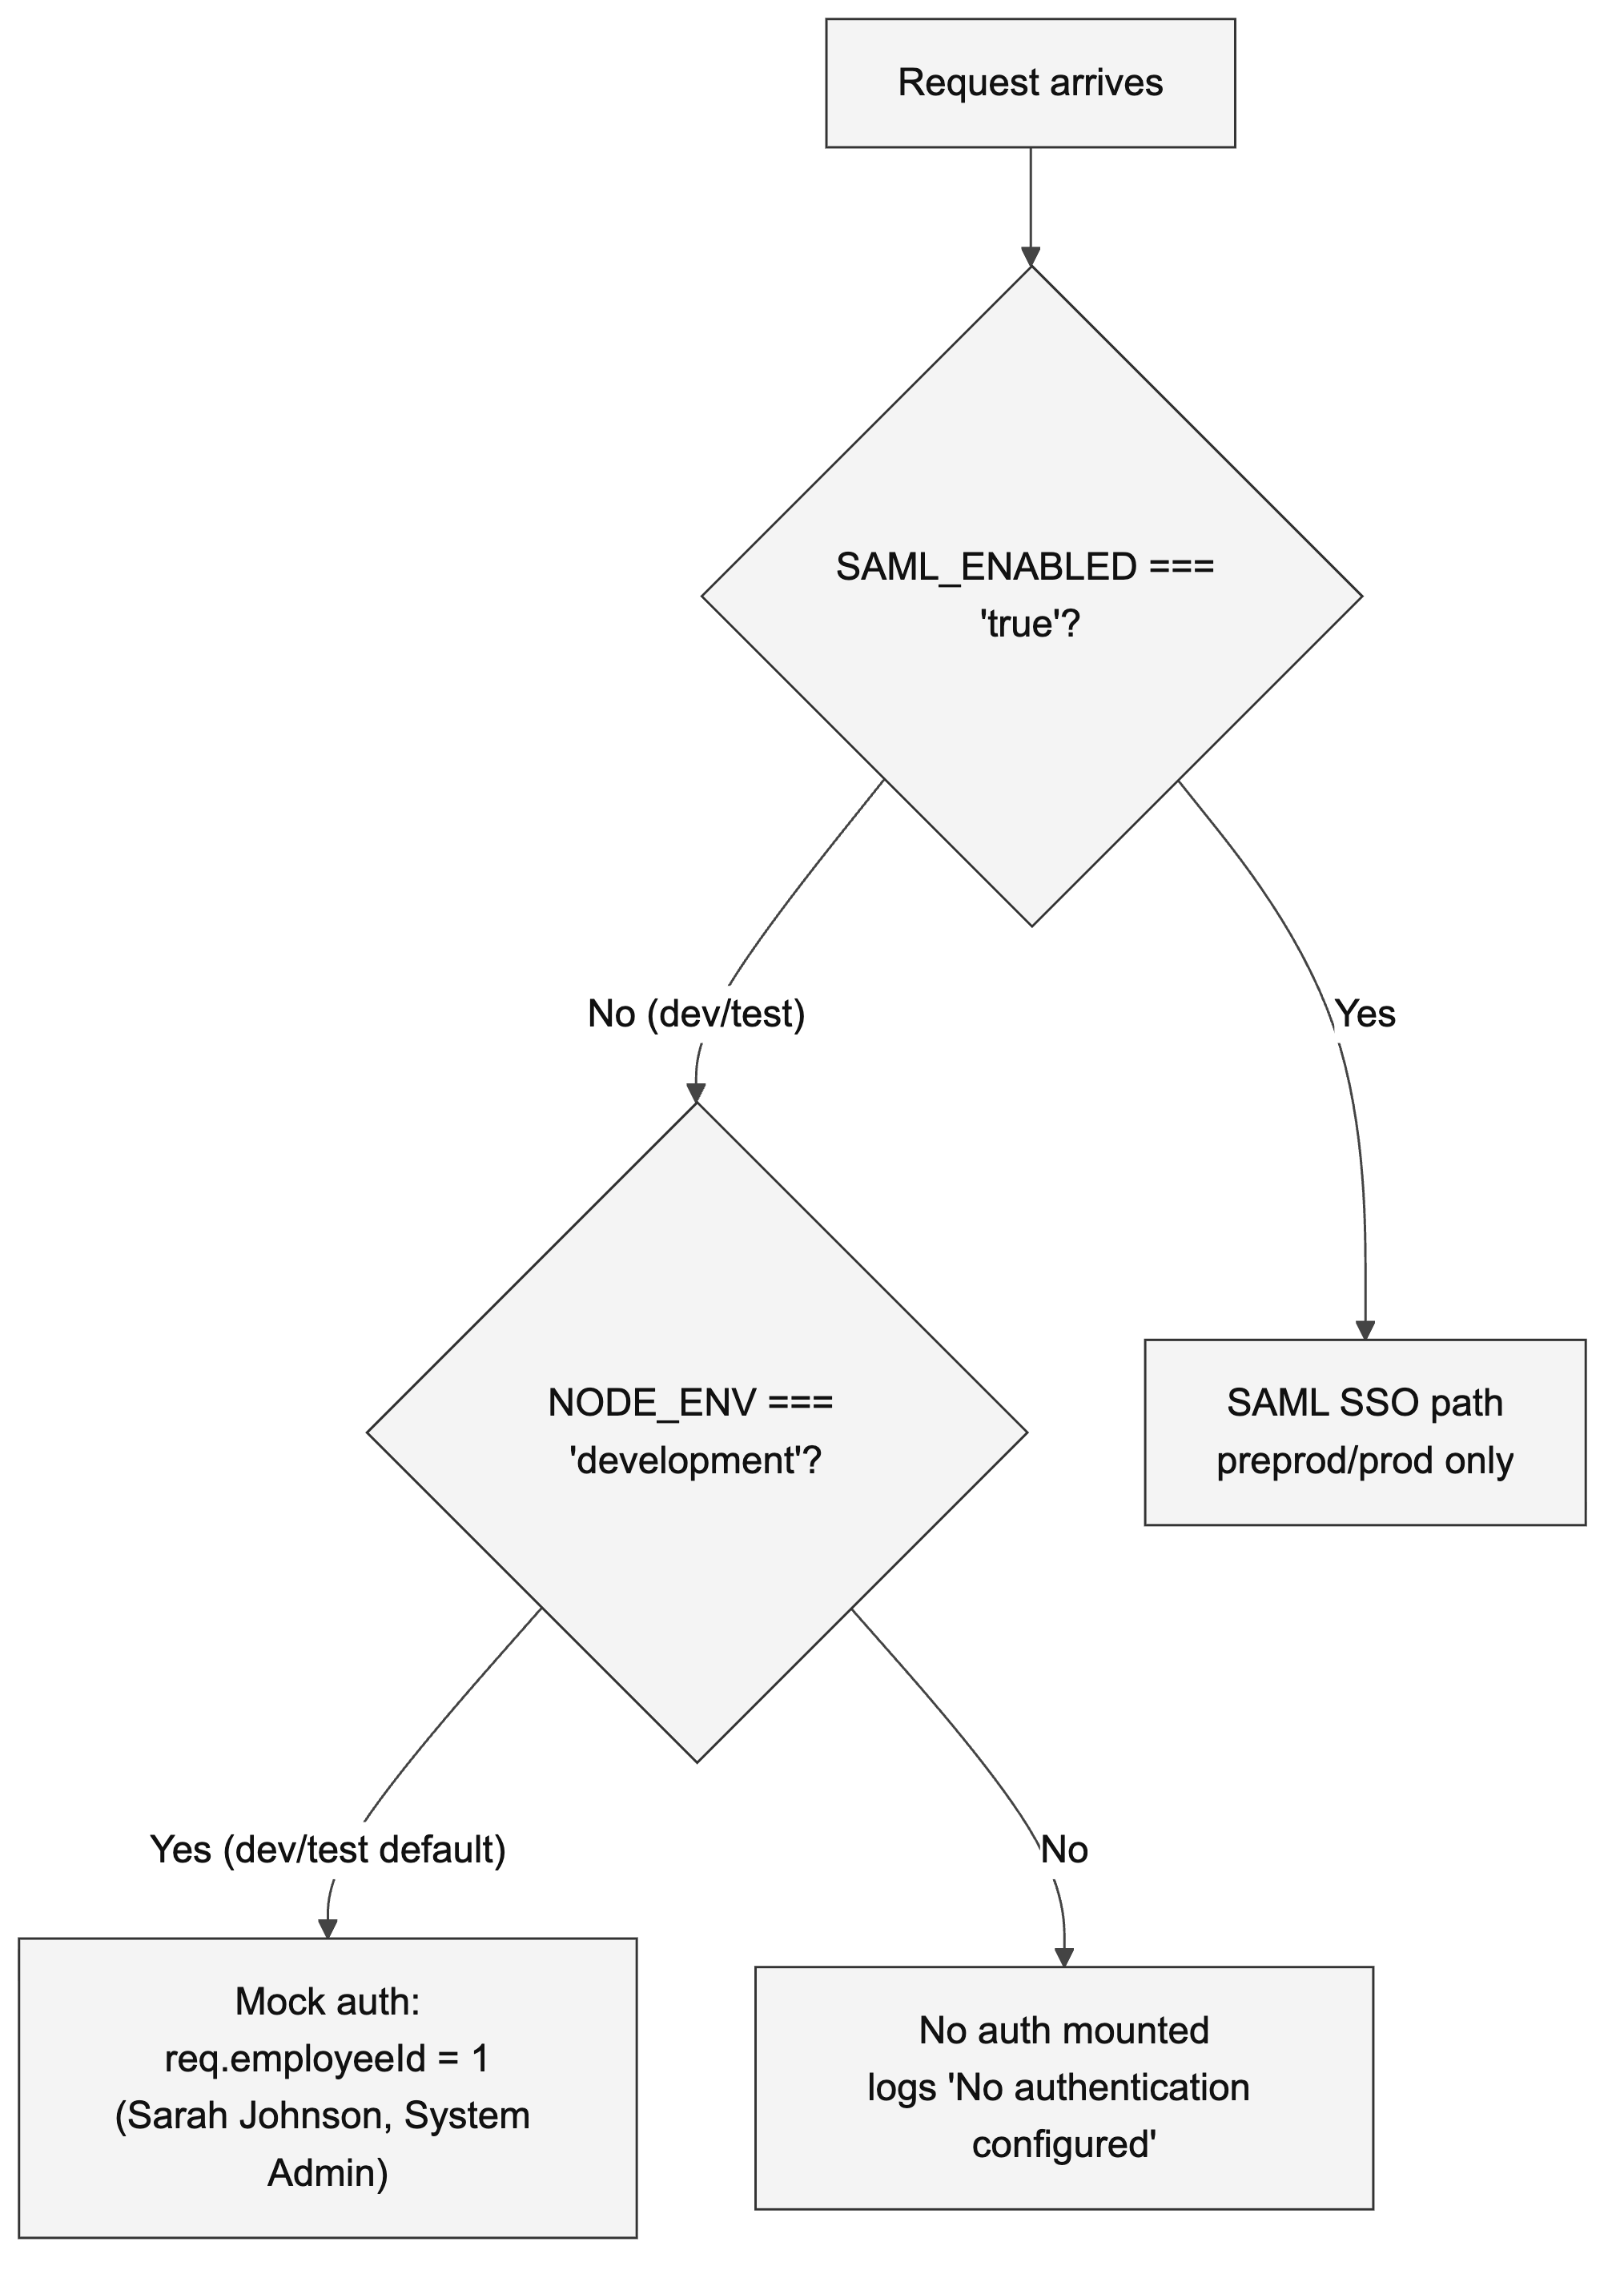 Request arrives
SAML_ENABLED ===
'true'?
No (dev/test)
Yes
NODE_ENV ===
'development'?
SAML SSO path
preprod/prod only
Yes (dev/test default)
No
Mock auth:
req.employeeId = 1
(Sarah Johnson, System
Admin)
No auth mounted
logs 'No authentication
configured'